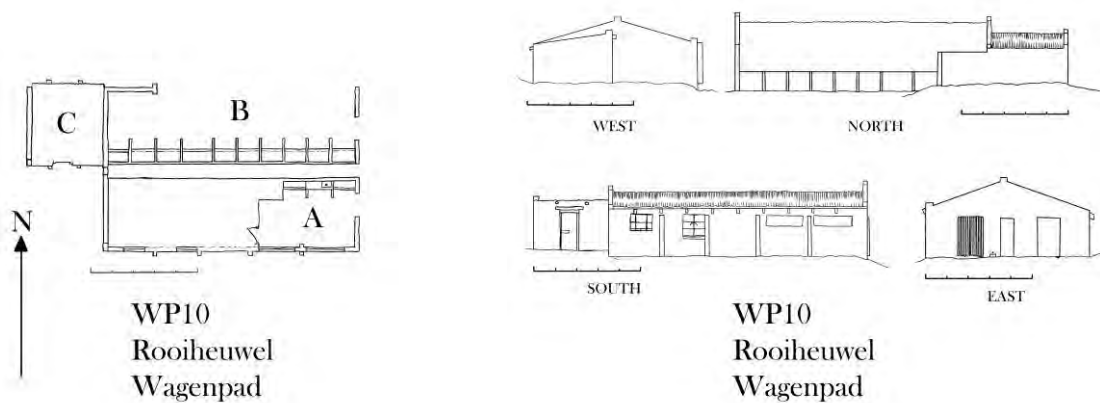 C
B
A
N
WP10
Rooiheuwel
Wagenpad
WEST
NORTH
SOUTH
EAST
WP10
Rooiheuwel
Wagenpad